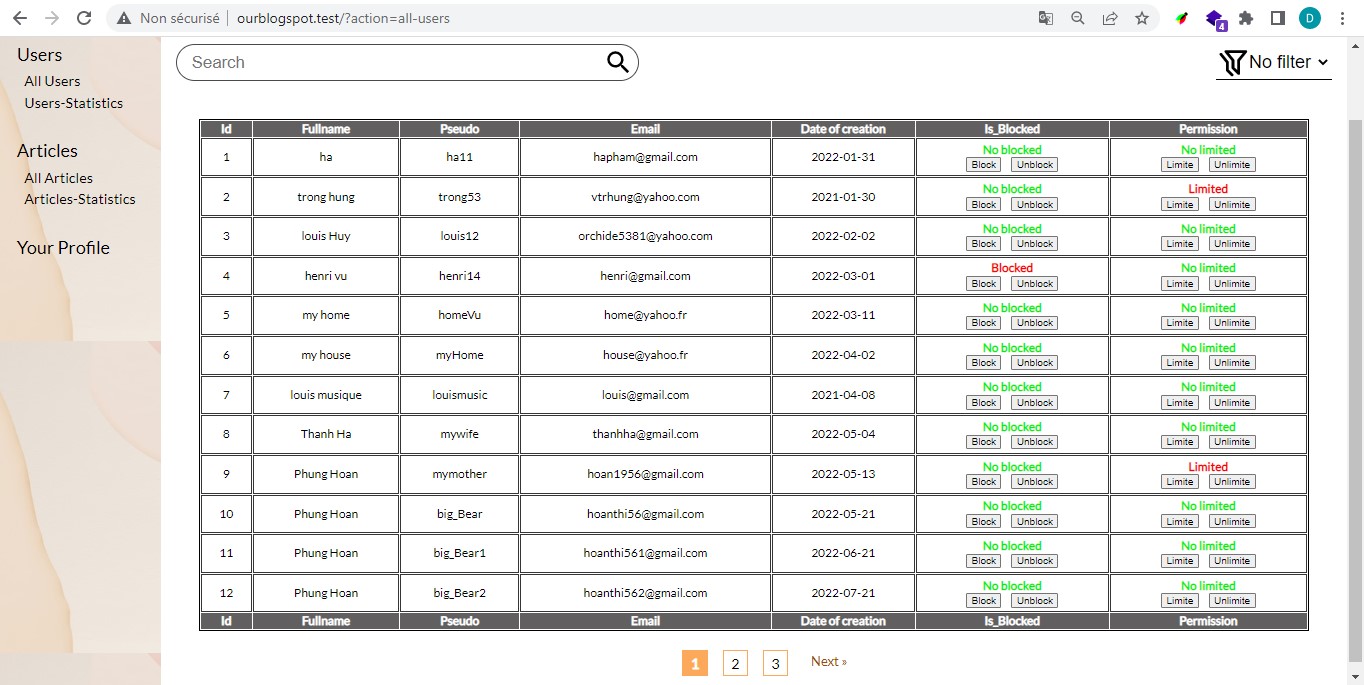 Non sécurisé ourblogspot.test/?action=all-users 4 D
Users
All Users
Users-Statistics
Articles
All Articles
Articles-Statistics
Your Profile
Search No filter
Id Fullname Pseudo Email Date of creation Is_Blocked Permission
1 ha ha11 hapham@gmail.com 2022-01-31 No blocked No limited
Block Unblock Limite Unlimite
2 trong hung trong53 vtrhung@yahoo.com 2021-01-30 No blocked Limited
Block Unblock Limite Unlimite
3 louis Huy louis12 orchide5381@yahoo.com 2022-02-02 No blocked No limited
Block Unblock Limite Unlimite
4 henri vu henri14 henri@gmail.com 2022-03-01 Blocked No limited
Block Unblock Limite Unlimite
5 my home homeVu home@yahoo.fr 2022-03-11 No blocked No limited
Block Unblock Limite Unlimite
6 my house myHome house@yahoo.fr 2022-04-02 No blocked No limited
Block Unblock Limite Unlimite
7 louis musique louismusic louis@gmail.com 2021-04-08 No blocked No limited
Block Unblock Limite Unlimite
8 Thanh Ha mywife thanhha@gmail.com 2022-05-04 No blocked No limited
Block Unblock Limite Unlimite
9 Phung Hoan mymother hoan1956@gmail.com 2022-05-13 No blocked Limited
Block Unblock Limite Unlimite
10 Phung Hoan big_Bear hoanthi56@gmail.com 2022-05-21 No blocked No limited
Block Unblock Limite Unlimite
11 Phung Hoan big_Bear1 hoanthi561@gmail.com 2022-06-21 No blocked No limited
Block Unblock Limite Unlimite
12 Phung Hoan big_Bear2 hoanthi562@gmail.com 2022-07-21 No blocked No limited
Block Unblock Limite Unlimite
Id Fullname Pseudo Email Date of creation Is_Blocked Permission
1 2 3 Next »